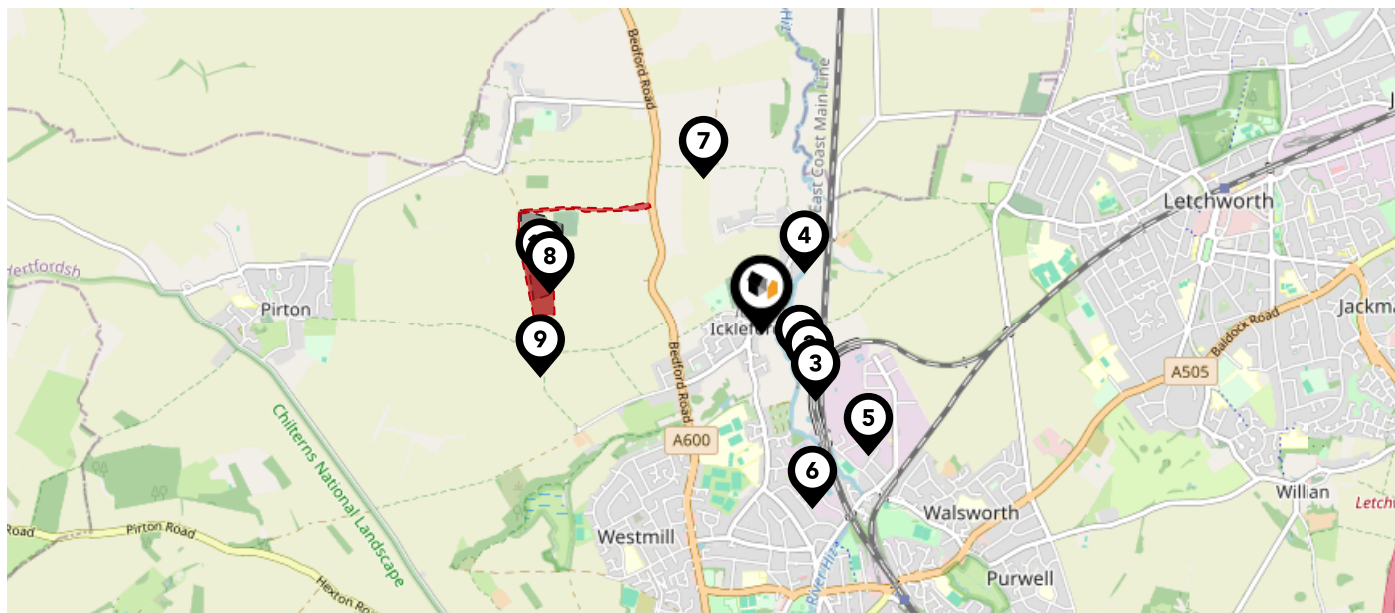 Bedford Road
East Coast Main Line
7
Letchworth
4
Hertfordsh
8
Pirton
Ickleford
Baldock Road
Jackma
9
3
A505
Bedford Road
5
A600
Chilterns National Landscape
6
Willian
Letchw
Walsworth
Road
Pirton Road
Westmill
River Hiz
Purwell
Hexton Ro